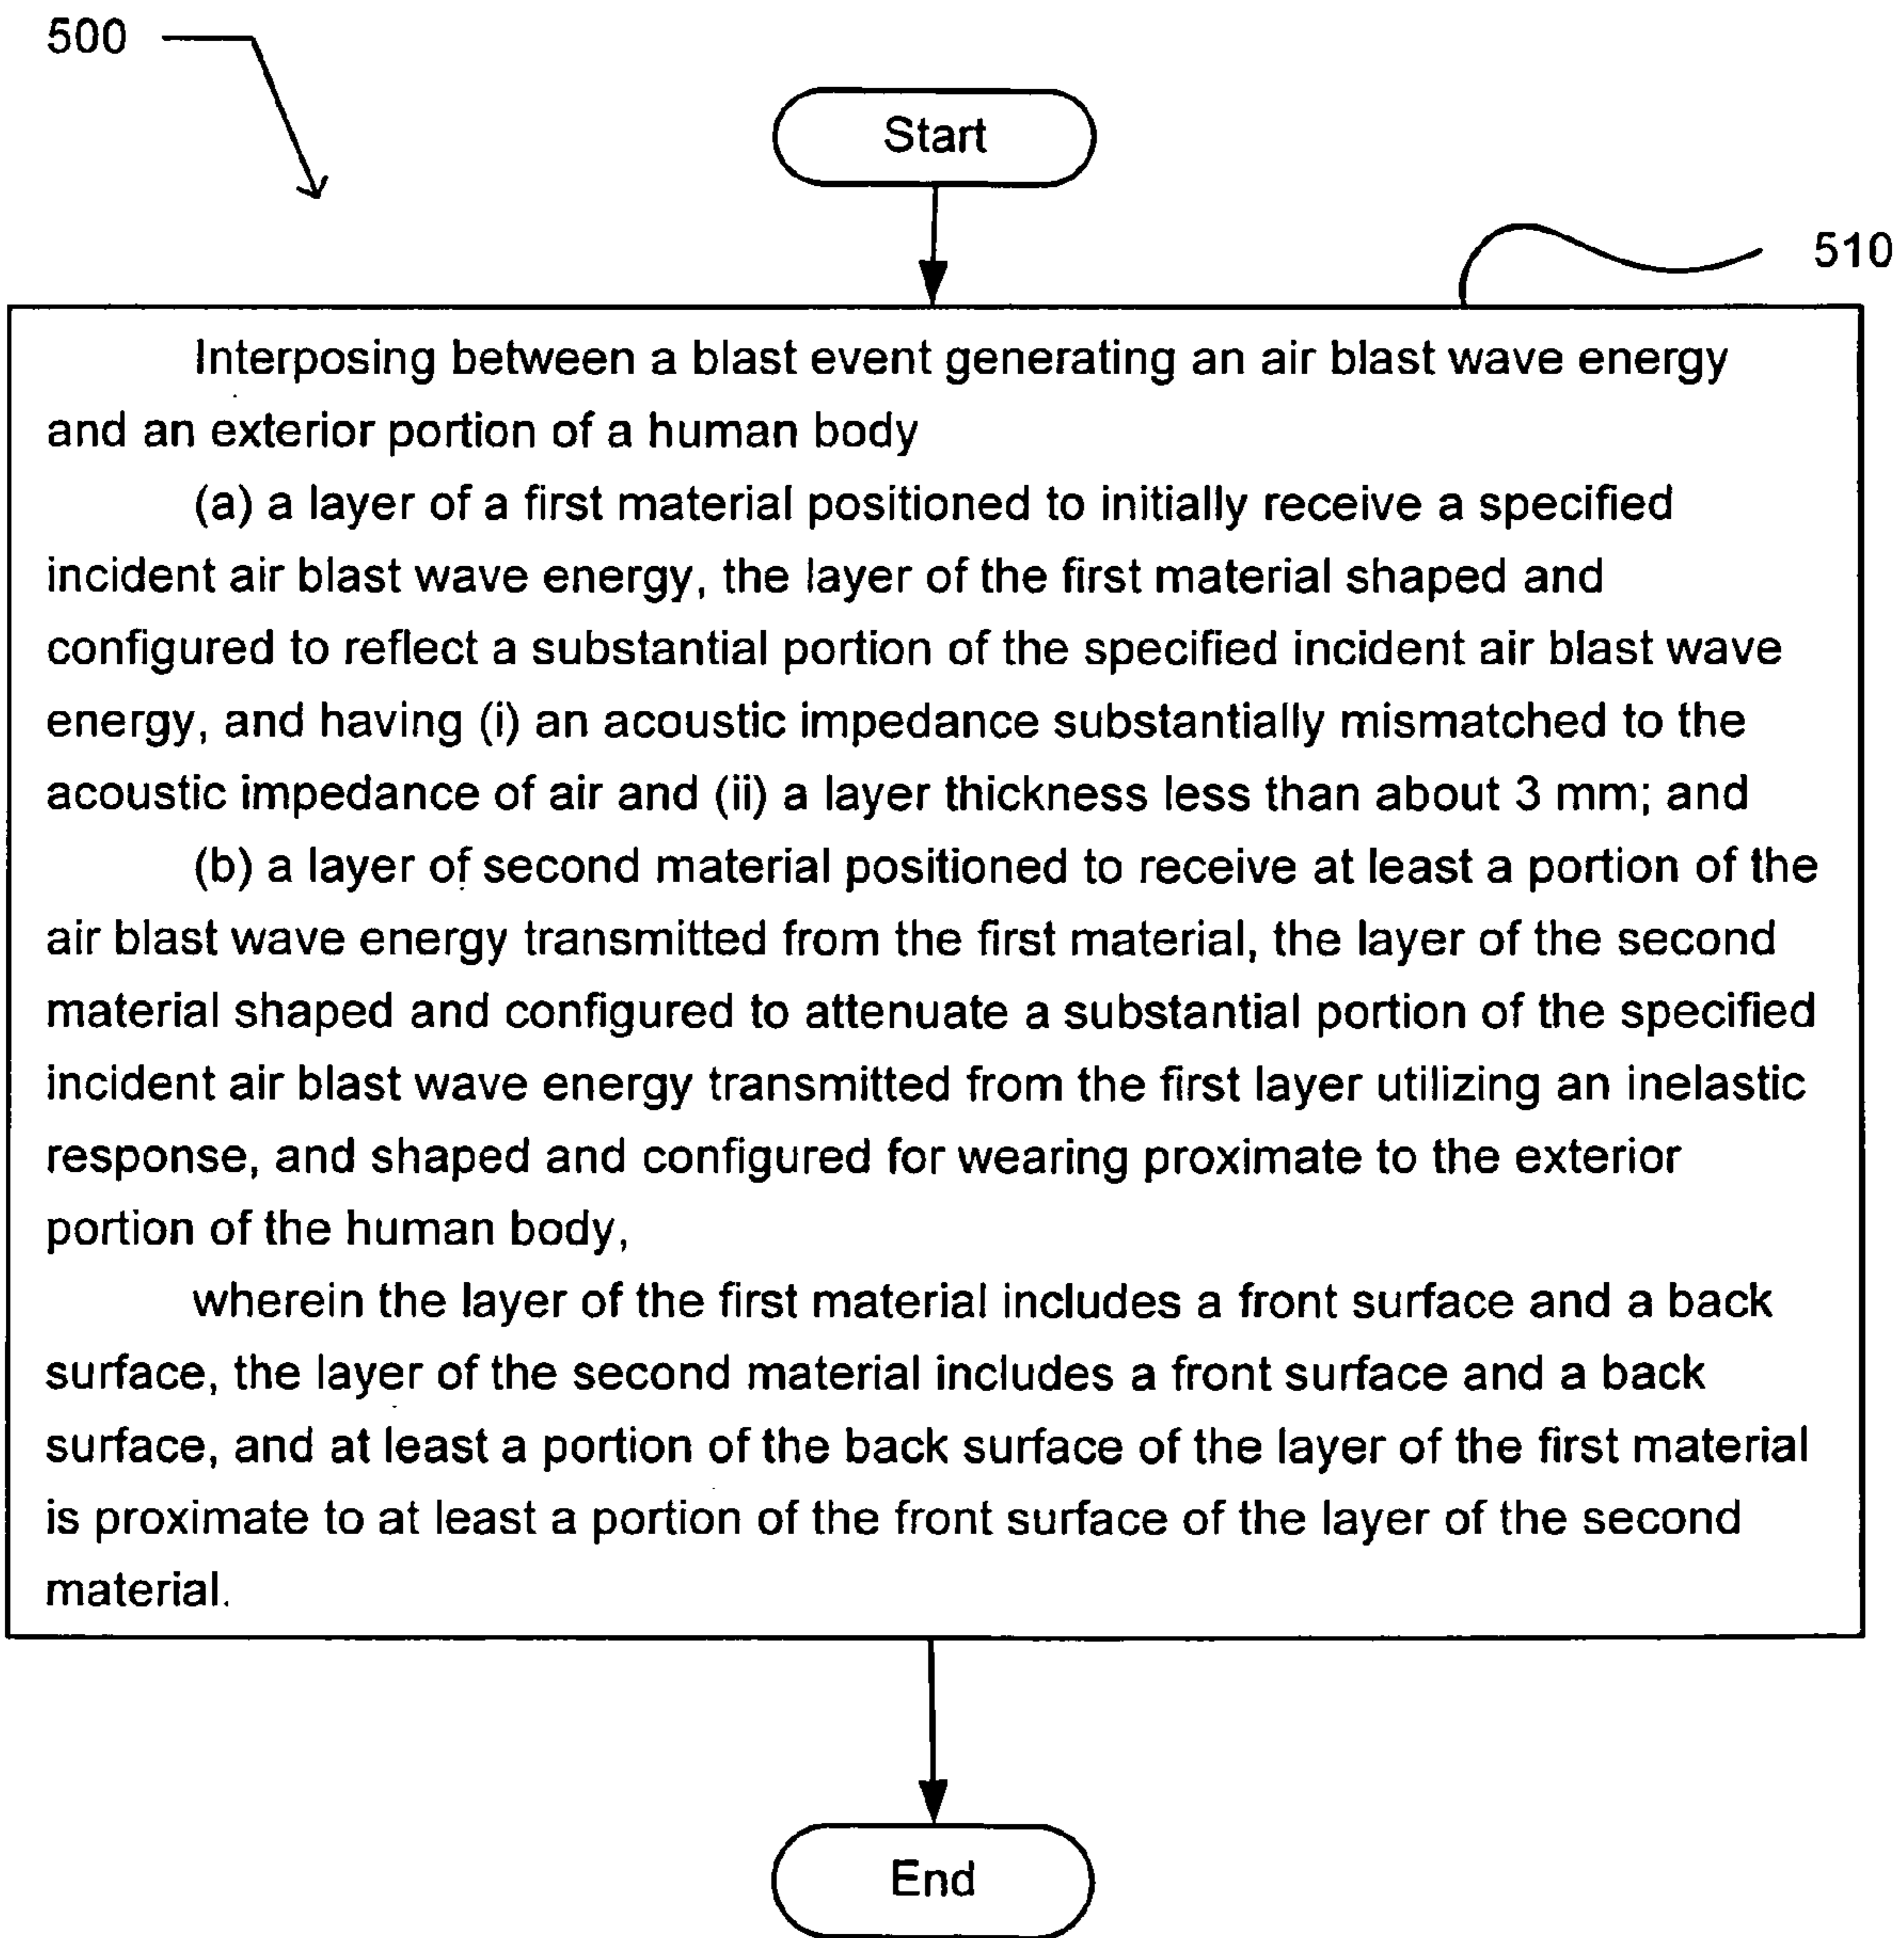 500
Start
510
Interposing between a blast event generating an air blast wave energy
and an exterior portion of a human body
(a) a layer of a first material positioned to initially receive a specified
incident air blast wave energy, the layer of the first material shaped and
configured to reflect a substantial portion of the specified incident air blast wave
energy, and having (i) an acoustic impedance substantially mismatched to the
acoustic impedance of air and (ii) a layer thickness less than about 3 mm; and
(b) a layer of second material positioned to receive at least a portion of the
air blast wave energy transmitted from the first material, the layer of the second
material shaped and configured to attenuate a substantial portion of the specified
incident air blast wave energy transmitted from the first layer utilizing an inelastic
response, and shaped and configured for wearing proximate to the exterior
portion of the human body,
wherein the layer of the first material includes a front surface and a back
surface, the layer of the second material includes a front surface and a back
surface, and at least a portion of the back surface of the layer of the first material
is proximate to at least a portion of the front surface of the layer of the second
material.
End